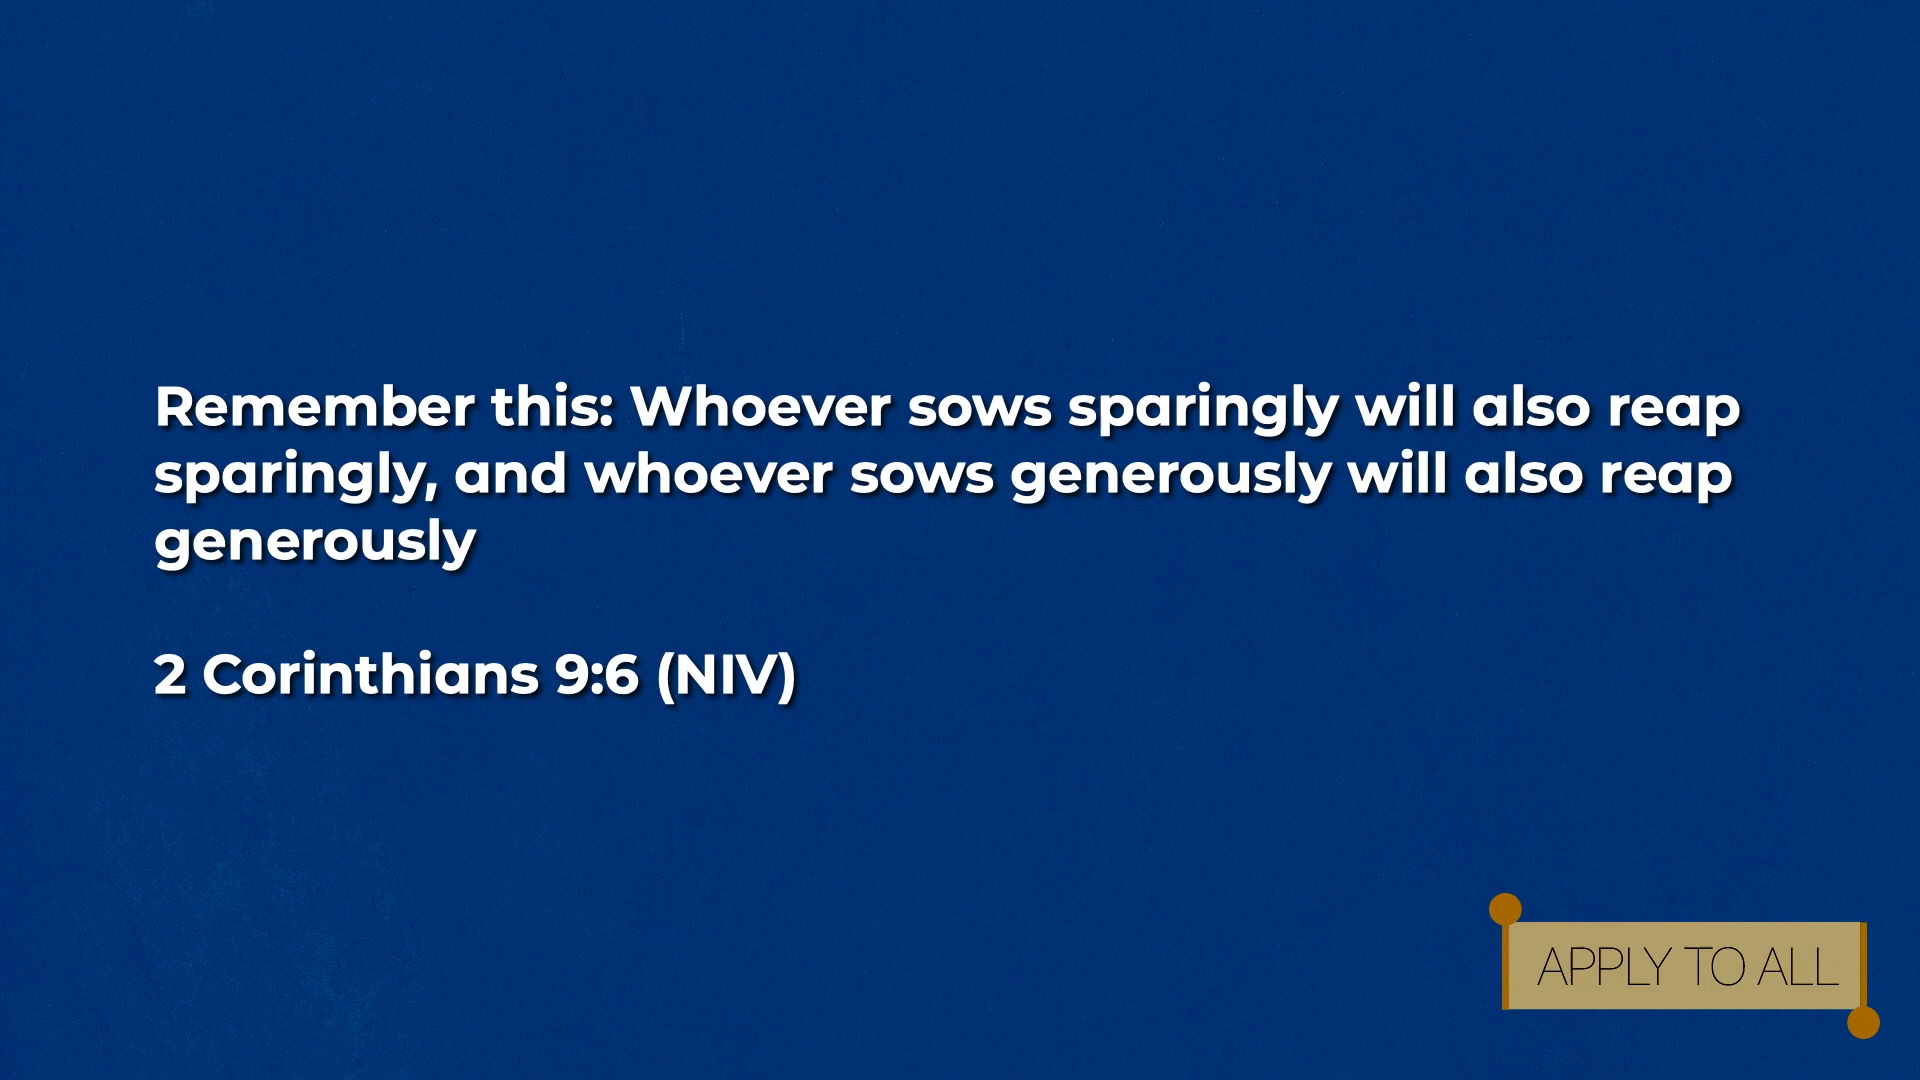 Remember this: Whoever sows sparingly will also reap
sparingly, and whoever sows generously will also reap
generously
2 Corinthians 9:6 (NIV)
APPLY TO ALL